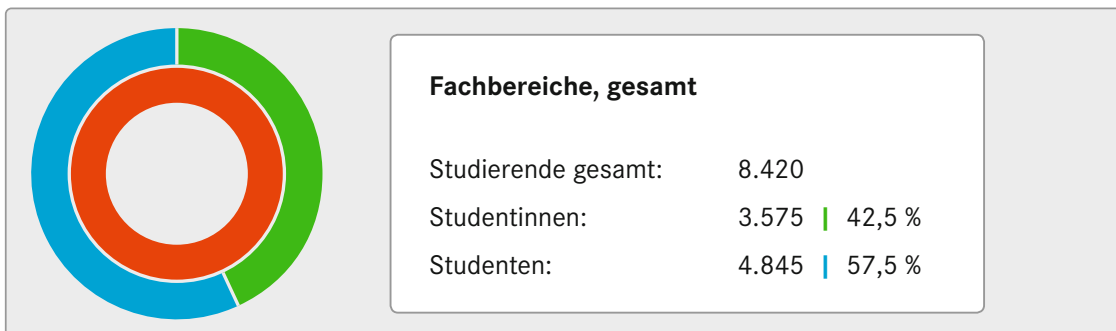 Fachbereiche, gesamt
Studierende gesamt: 8.420
Studentinnen: 3.575 | 42,5 %
Studenten: 4.845 | 57,5 %